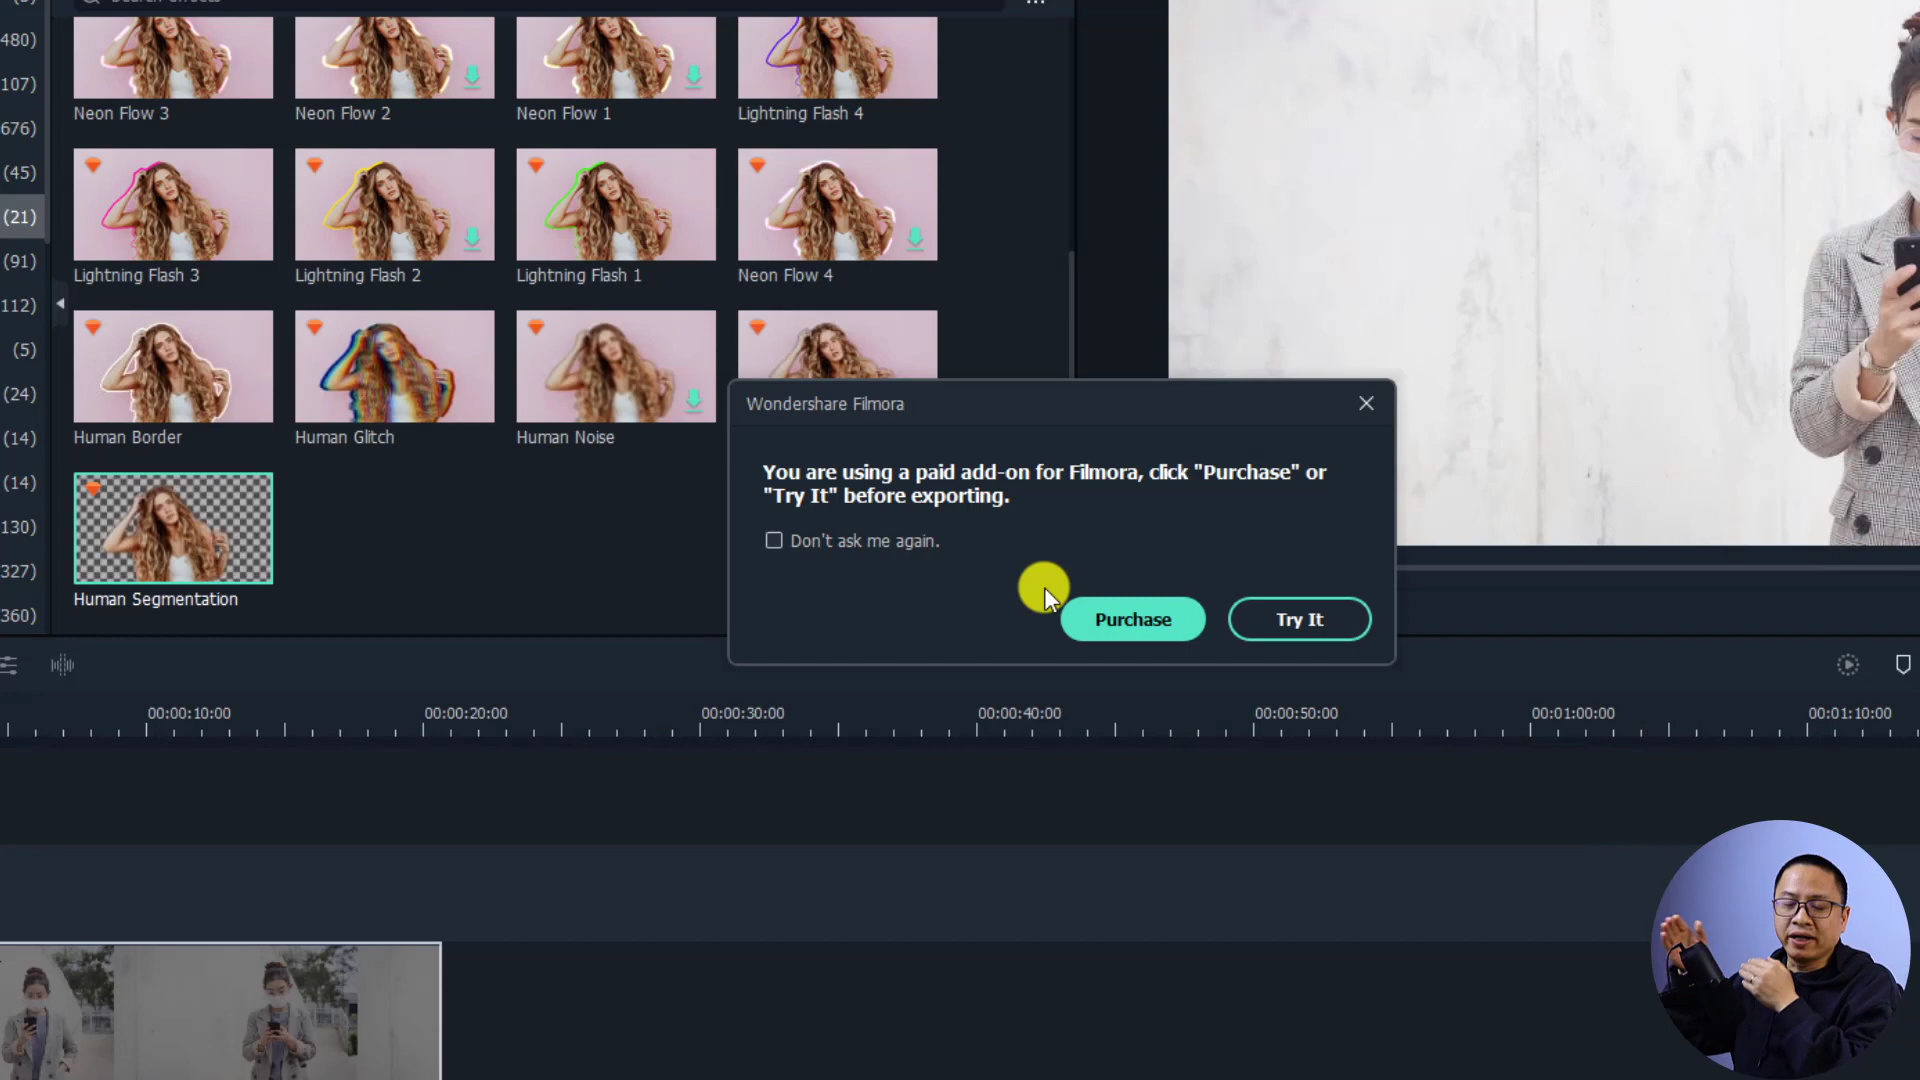 480)
107)
676)
(45)
(21)
(91)
112)
(5)
(24)
(14)
(14)
130)
327)
360)
Neon Flow 3
Neon Flow 2
Neon Flow 1
Lightning Flash 4
Lightning Flash 3
Lightning Flash 2
Lightning Flash 1
Neon Flow 4
Human Border
Human Glitch
Human Noise
Human Segmentation
Wondershare Filmora
You are using a paid add-on for Filmora, click "Purchase" or
"Try It" before exporting.
Don't ask me again.
Purchase
Try It
00:00:10:00
00:00:20:00
00:00:30:00
00:00:40:00
00:00:50:00
00:01:00:00
00:01:10:00